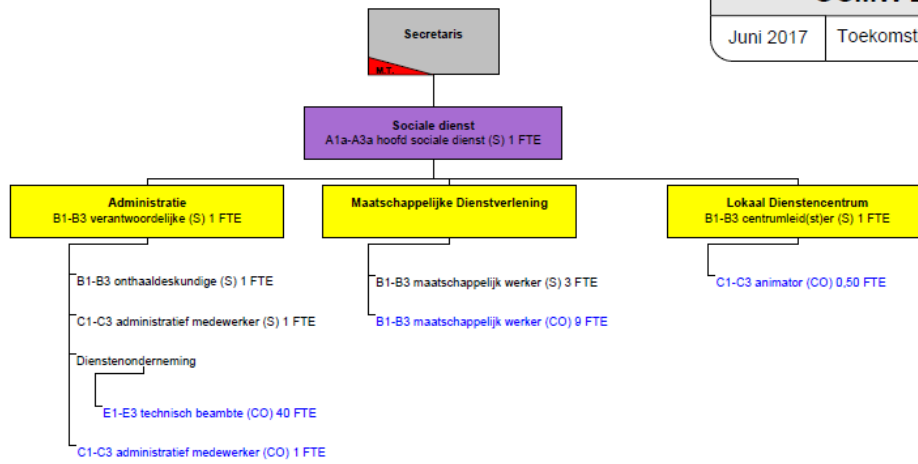 Secretaris
M.T.
Juni 2017
Toekomst
Sociale dienst
A1a-A3a hoofd sociale dienst (S) 1 FTE
Administratie
B1-B3 verantwoordelijke (S) 1 FTE
B1-B3 onthaaldeskundige (S) 1 FTE
C1-C3 administratief medewerker (S) 1 FTE
Dienstenonderneming
E1-E3 technisch beambte (CO) 40 FTE
C1-C3 administratief medewerker (CO) 1 FTE
Maatschappelijke Dienstverlening
B1-B3 maatschappelijk werker (S) 3 FTE
B1-B3 maatschappelijk werker (CO) 9 FTE
Lokaal Dienstencentrum
B1-B3 centrumleid(st)er (S) 1 FTE
C1-C3 animator (CO) 0,50 FTE